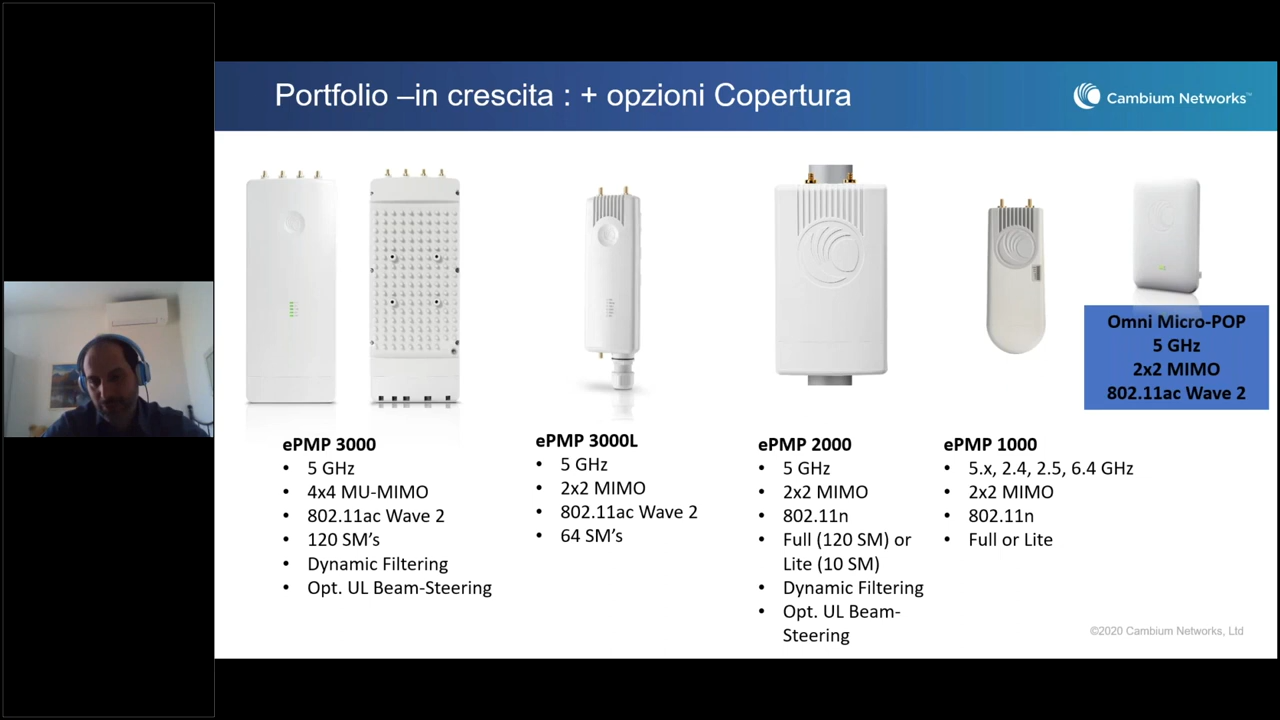 Portfolio –in crescita : + opzioni Copertura
Cambium Networks™
Omni Micro-POP
5 GHz
2x2 MIMO
802.11ac Wave 2
ePMP 3000
• 5 GHz
• 4x4 MU-MIMO
• 802.11ac Wave 2
• 120 SM’s
• Dynamic Filtering
• Opt. UL Beam-Steering
ePMP 3000L
• 5 GHz
• 2x2 MIMO
• 802.11ac Wave 2
• 64 SM’s
ePMP 2000
• 5 GHz
• 2x2 MIMO
• 802.11n
• Full (120 SM) or
Lite (10 SM)
• Dynamic Filtering
• Opt. UL Beam-
Steering
ePMP 1000
• 5.x, 2.4, 2.5, 6.4 GHz
• 2x2 MIMO
• 802.11n
• Full or Lite
©2020 Cambium Networks, Ltd